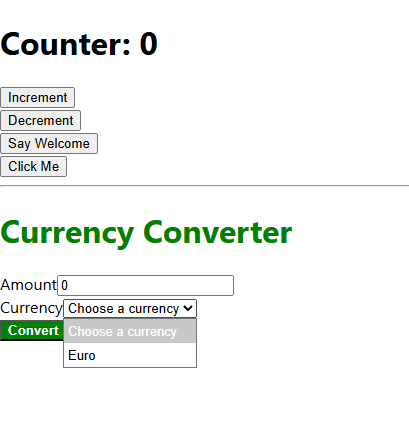 Counter: 0
Increment
Decrement
Say Welcome
Click Me
Currency Converter
Amount 0
Currency Choose a currency
Convert Choose a currency
Euro